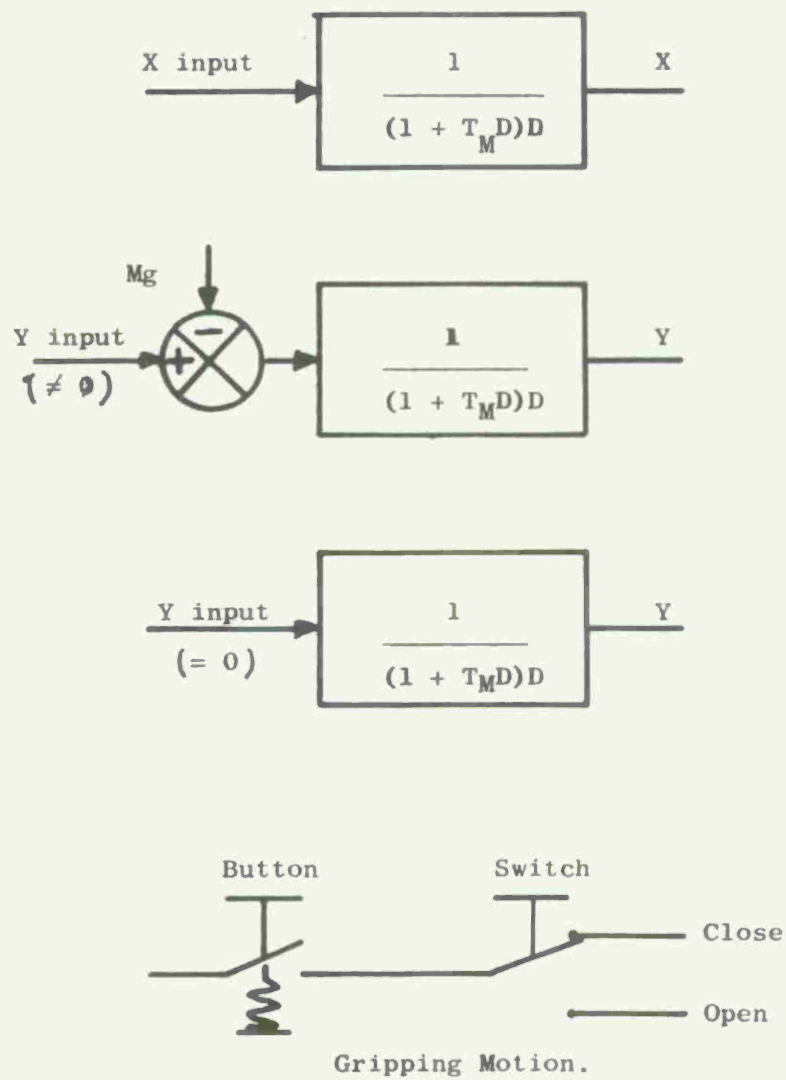 X input
1
X
(1 + T_M D)D
Mg
−
Y input
+
1
Y
(≠ 0)
(1 + T_M D)D
Y input
1
Y
(= 0)
(1 + T_M D)D
Button
Switch
Close
Open
Gripping Motion.